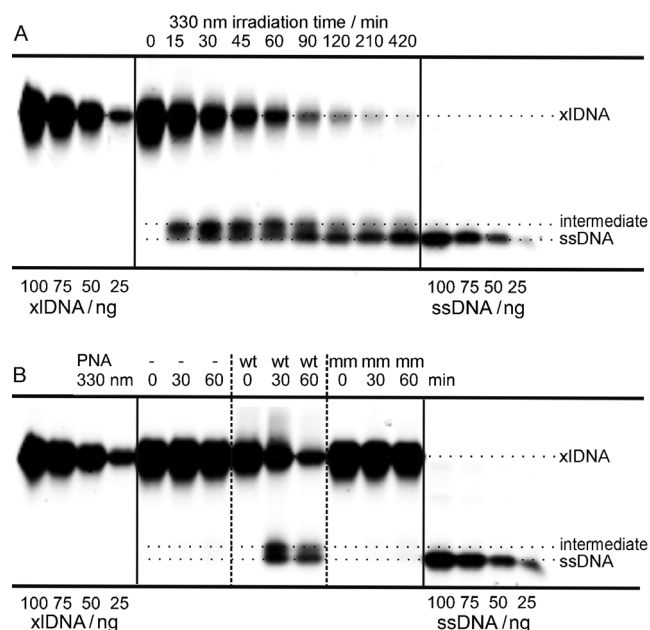 A
330 nm irradiation time / min
0 15 30 45 60 90 120 210 420
xlDNA
intermediate
ssDNA
100 75 50 25
xlDNA/ng
100 75 50 25
ssDNA/ng
B
PNA - - - wt wt wt mm mm mm
330 nm 0 30 60 0 30 60 0 30 60 min
xlDNA
intermediate
ssDNA
100 75 50 25
xlDNA/ng
100 75 50 25
ssDNA/ng